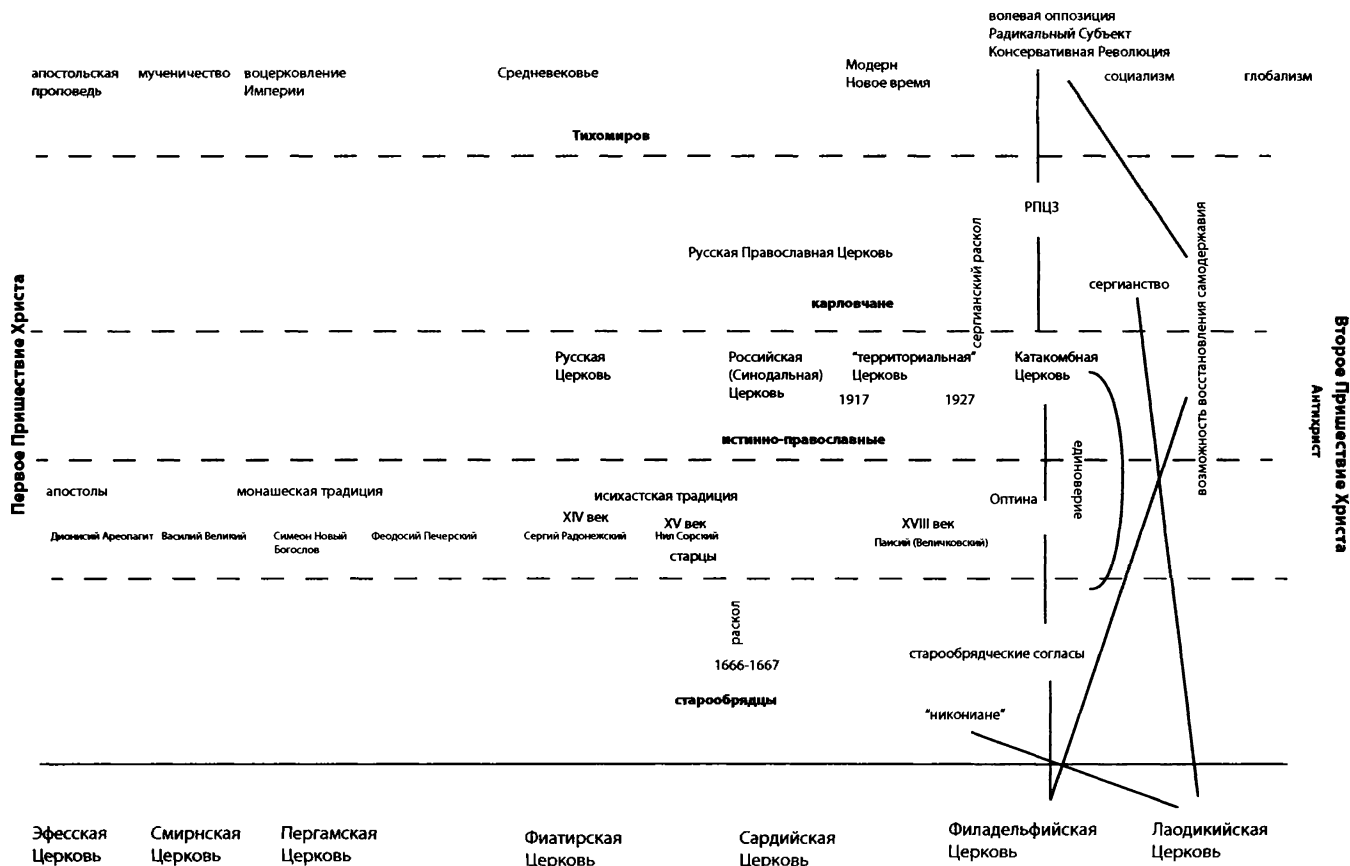 волевая оппозиция
Радикальный Субъект
Консервативная Революция
апостольская
проповедь
мученичество
воцерковление
Империи
Средневековье
Модерн
Новое время
социализм
глобализм
Тихомиров
РПЦЗ
Русская Православная Церковь
сергианский раскол
сергианство
возможность восстановления самодержавия
карловчане
Первое Пришествие Христа
Второе Пришествие Христа
Антихрист
Русская
Церковь
Российская
(Синодальная)
Церковь
"территориальная"
Церковь
1917
1927
Катакомбная
Церковь
истинно-православные
единоверие
апостолы
монашеская традиция
исихастская традиция
Оптина
Дионисий Ареопагит
Василий Великий
Симеон Новый
Богослов
Феодосий Печерский
XIV век
Сергий Радонежский
XV век
Нил Сорский
старцы
XVIII век
Паисий (Величковский)
раскол
1666-1667
старообрядческие согласы
старообрядцы
"никониане"
Эфесская
Церковь
Смирнская
Церковь
Пергамская
Церковь
Фиатирская
Церковь
Сардийская
Церковь
Филадельфийская
Церковь
Лаодикийская
Церковь